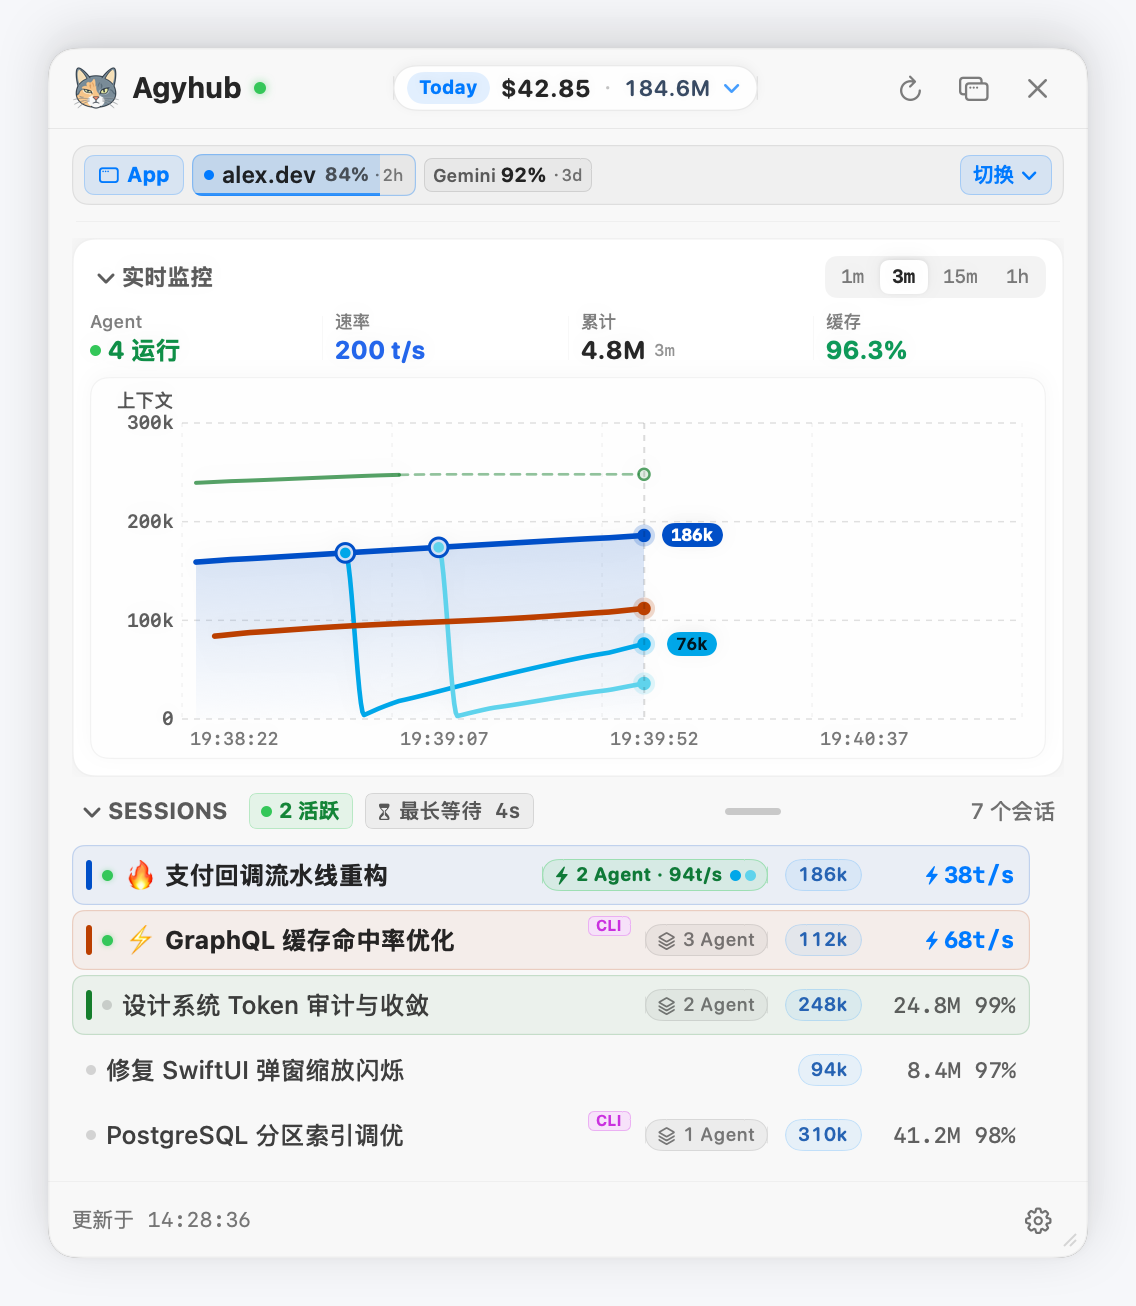 Agyhub
Today $42.85 · 184.6M
App
alex.dev 84% · 2h
Gemini 92% · 3d
切换
实时监控
1m 3m 15m 1h
Agent
4 运行
速率
200 t/s
累计
4.8M 3m
缓存
96.3%
上下文
300k
200k
100k
0
186k
76k
19:38:22 19:39:07 19:39:52 19:40:37
SESSIONS 2 活跃 最长等待 4s 7 个会话
支付回调流水线重构 2 Agent · 94t/s 186k 38t/s
GraphQL 缓存命中率优化 CLI 3 Agent 112k 68t/s
设计系统 Token 审计与收敛 2 Agent 248k 24.8M 99%
修复 SwiftUI 弹窗缩放闪烁 94k 8.4M 97%
PostgreSQL 分区索引调优 CLI 1 Agent 310k 41.2M 98%
更新于 14:28:36